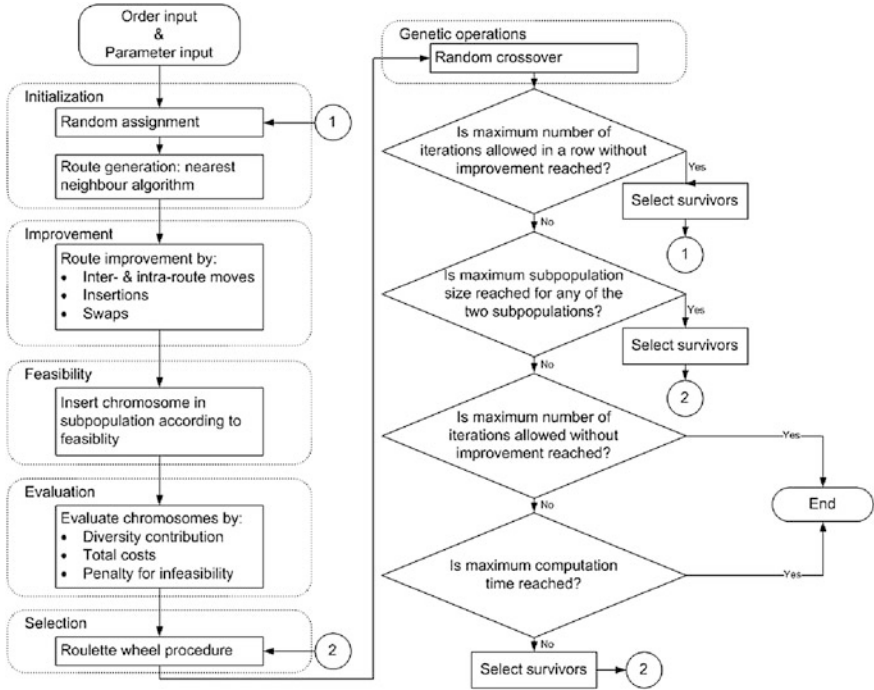 Order input
&
Parameter input
Initialization
Random assignment
1
Route generation: nearest
neighbour algorithm
Improvement
Route improvement by:
• Inter- & intra-route moves
• Insertions
• Swaps
Feasibility
Insert chromosome in
subpopulation according to
feasiblity
Evaluation
Evaluate chromosomes by:
• Diversity contribution
• Total costs
• Penalty for infeasibility
Selection
Roulette wheel procedure
2
Genetic operations
Random crossover
Is maximum number of
iterations allowed in a row without
improvement reached?
Yes
Select survivors
1
No
Is maximum subpopulation
size reached for any of the
two subpopulations?
Yes
Select survivors
2
No
Is maximum number of
iterations allowed without
improvement reached?
Yes
End
No
Is maximum computation
time reached?
Yes
No
Select survivors
2